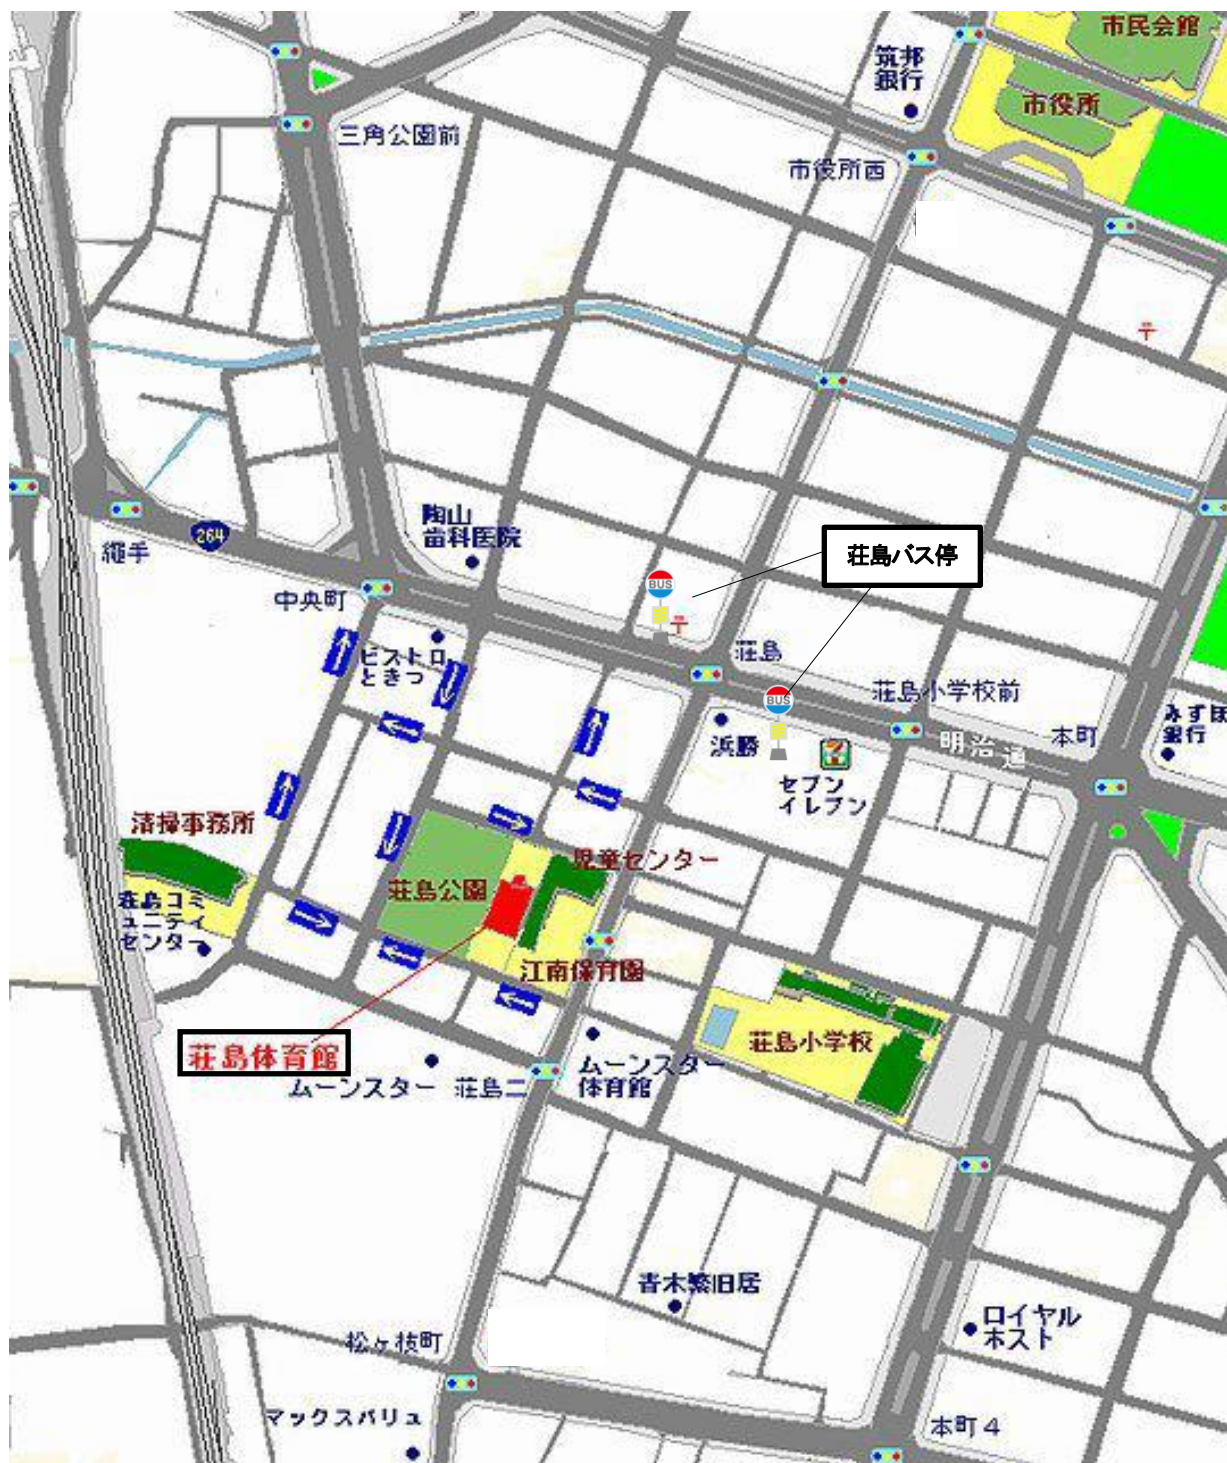 市民会館
筑邦
銀行
市役所
三角公園前
市役所西
〒
陶山
歯科医院
264
縄手
荘島バス停
BUS
〒
中央町
ビストロ
ときつ
荘島
荘島小学校前
BUS
浜勝
明治通
本町
みずほ
銀行
7
セブン
イレブン
清掃事務所
児童センター
荘島公園
荘島コミ
ュニティ
センター
江南保育園
荘島体育館
荘島小学校
ムーンスター
荘島二
ムーンスター
体育館
青木繁旧居
ロイヤル
ホスト
松ヶ枝町
マックスバリュ
本町4